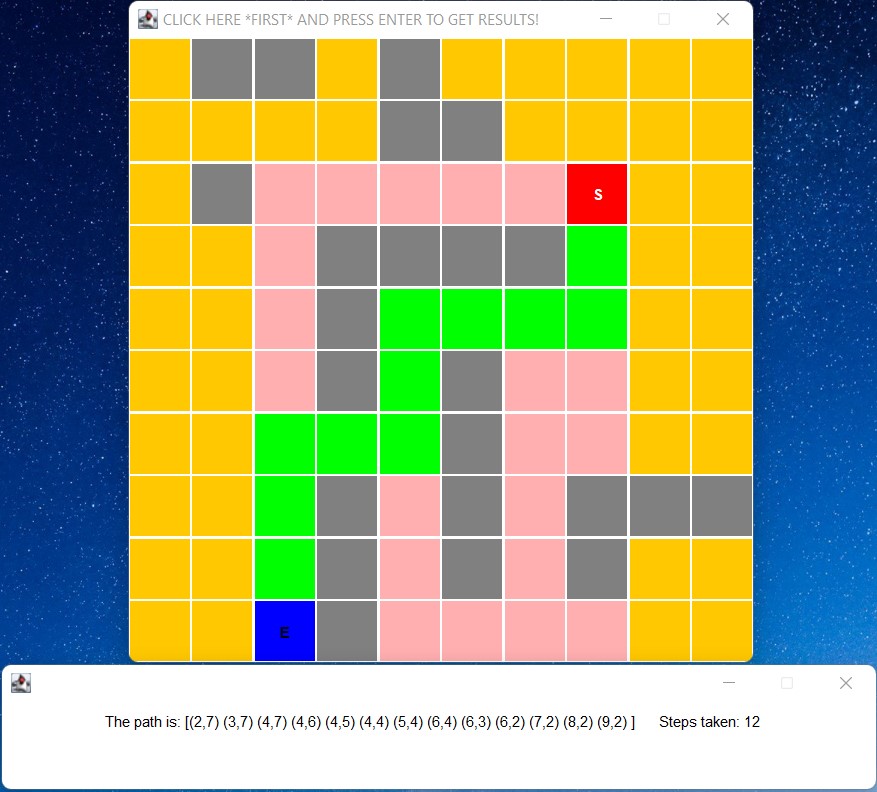 CLICK HERE *FIRST* AND PRESS ENTER TO GET RESULTS!
S
E
The path is: [(2,7) (3,7) (4,7) (4,6) (4,5) (4,4) (5,4) (6,4) (6,3) (6,2) (7,2) (8,2) (9,2) ] Steps taken: 12